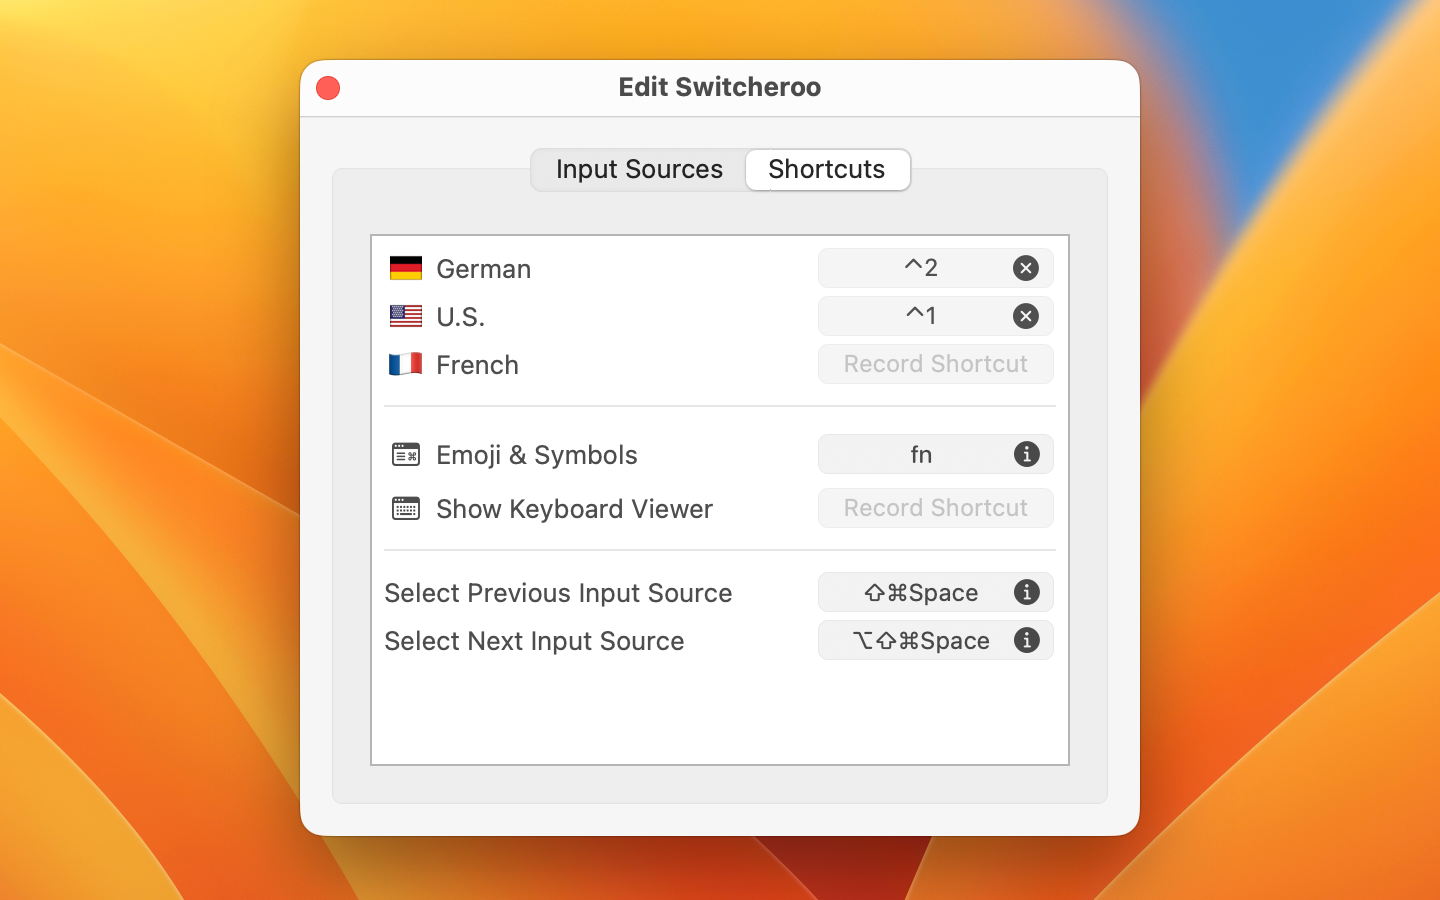 Edit Switcheroo
Input Sources Shortcuts
German ^2
U.S. ^1
French Record Shortcut
Emoji & Symbols fn
Show Keyboard Viewer Record Shortcut
Select Previous Input Source ⇧⌘Space
Select Next Input Source ⌥⇧⌘Space